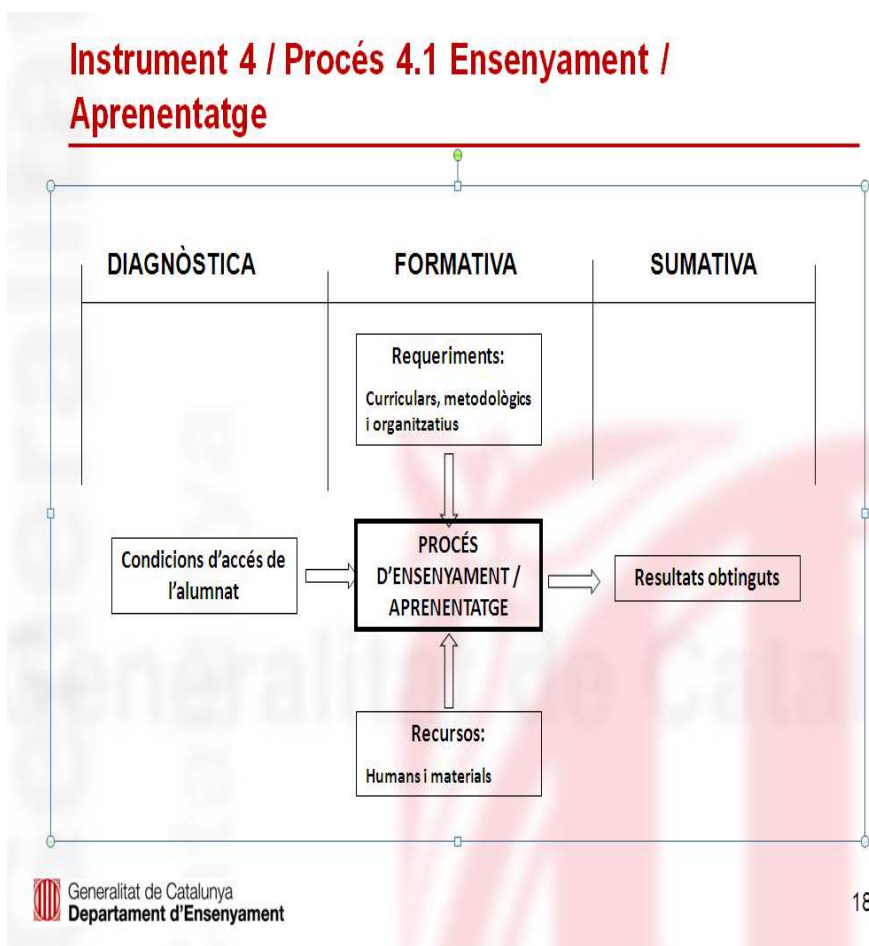 Instrument 4 / Procés 4.1 Ensenyament /
Aprenentatge
DIAGNÒSTICA
FORMATIVA
SUMATIVA
Requeriments:
Curriculars, metodològics
i organitzatius
Condicions d'accés de
l'alumnat
PROCÉS
D'ENSENYAMENT /
APRENENTATGE
Resultats obtinguts
Recursos:
Humans i materials
Generalitat de Catalunya
Departament d'Ensenyament
18